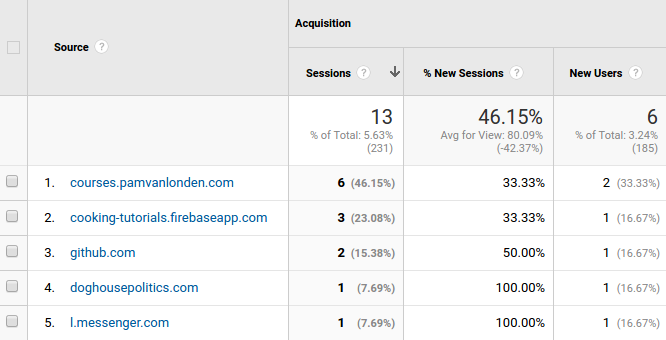 Acquisition
Source ?
Sessions ? ↓ % New Sessions ? New Users ?
13 46.15% 6
% of Total: 5.63% Avg for View: 80.09% % of Total: 3.24%
(231) (-42.37%) (185)
1. courses.pamvanlonden.com 6 (46.15%) 33.33% 2 (33.33%)
2. cooking-tutorials.firebaseapp.com 3 (23.08%) 33.33% 1 (16.67%)
3. github.com 2 (15.38%) 50.00% 1 (16.67%)
4. doghousepolitics.com 1 (7.69%) 100.00% 1 (16.67%)
5. l.messenger.com 1 (7.69%) 100.00% 1 (16.67%)